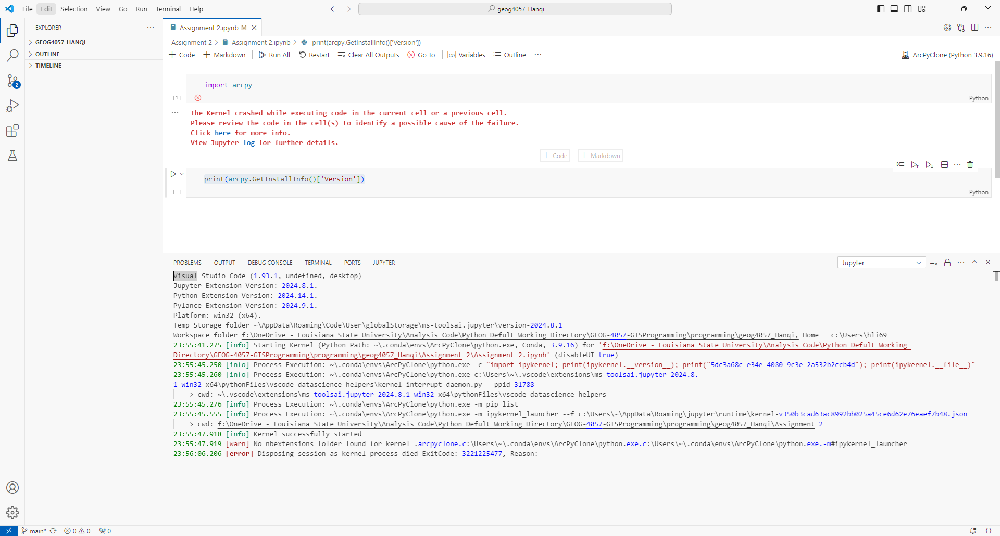 File Edit Selection View Go Run Terminal Help
geog4057_Hanqi
EXPLORER
GEOG4057_HANQI
OUTLINE
TIMELINE
2
Assignment 2.ipynb M
Assignment 2 > Assignment 2.ipynb > print(arcpy.GetInstallInfo()['Version'])
+ Code + Markdown | Run All Restart Clear All Outputs Go To | Variables Outline ...
ArcPyClone (Python 3.9.16)
import arcpy
[1]
Python
The Kernel crashed while executing code in the current cell or a previous cell.
Please review the code in the cell(s) to identify a possible cause of the failure.
Click here for more info.
View Jupyter log for further details.
+ Code + Markdown
print(arcpy.GetInstallInfo()['Version'])
[ ]
Python
PROBLEMS OUTPUT DEBUG CONSOLE TERMINAL PORTS JUPYTER
Jupyter
Visual Studio Code (1.93.1, undefined, desktop)
Jupyter Extension Version: 2024.8.1.
Python Extension Version: 2024.14.1.
Pylance Extension Version: 2024.9.1.
Platform: win32 (x64).
Temp Storage folder ~\AppData\Roaming\Code\User\globalStorage\ms-toolsai.jupyter\version-2024.8.1
Workspace folder f:\OneDrive - Louisiana State University\Analysis Code\Python Defult Working Directory\GEOG-4057-GISProgramming\programming\geog4057_Hanqi, Home = c:\Users\hli69
23:55:41.275 [info] Starting Kernel (Python Path: ~\.conda\envs\ArcPyClone\python.exe, Conda, 3.9.16) for 'f:\OneDrive - Louisiana State University\Analysis Code\Python Defult Working
Directory\GEOG-4057-GISProgramming\programming\geog4057_Hanqi\Assignment 2\Assignment 2.ipynb' (disableUI=true)
23:55:45.250 [info] Process Execution: ~\.conda\envs\ArcPyClone\python.exe -c "import ipykernel; print(ipykernel.__version__); print("5dc3a68c-e34e-4080-9c3e-2a532b2ccb4d"); print(ipykernel.__file__)"
23:55:45.260 [info] Process Execution: ~\.conda\envs\ArcPyClone\python.exe c:\Users\~\.vscode\extensions\ms-toolsai.jupyter-2024.8.
1-win32-x64\pythonFiles\vscode_datascience_helpers\kernel_interrupt_daemon.py --ppid 31788
> cwd: ~\.vscode\extensions\ms-toolsai.jupyter-2024.8.1-win32-x64\pythonFiles\vscode_datascience_helpers
23:55:45.276 [info] Process Execution: ~\.conda\envs\ArcPyClone\python.exe -m pip list
23:55:45.555 [info] Process Execution: ~\.conda\envs\ArcPyClone\python.exe -m ipykernel_launcher --f=c:\Users\~\AppData\Roaming\jupyter\runtime\kernel-v350b3cad63ac8992bb025a45ce6d62e76eaef7b48.json
> cwd: f:\OneDrive - Louisiana State University\Analysis Code\Python Defult Working Directory\GEOG-4057-GISProgramming\programming\geog4057_Hanqi\Assignment 2
23:55:47.918 [info] Kernel successfully started
23:55:47.919 [warn] No nbextensions folder found for kernel .arcpyclone.c:\Users\~\.conda\envs\ArcPyClone\python.exe.c:\Users\~\.conda\envs\ArcPyClone\python.exe.-m#ipykernel_launcher
23:56:06.206 [error] Disposing session as kernel process died ExitCode: 3221225477, Reason:
main* 0 0 0